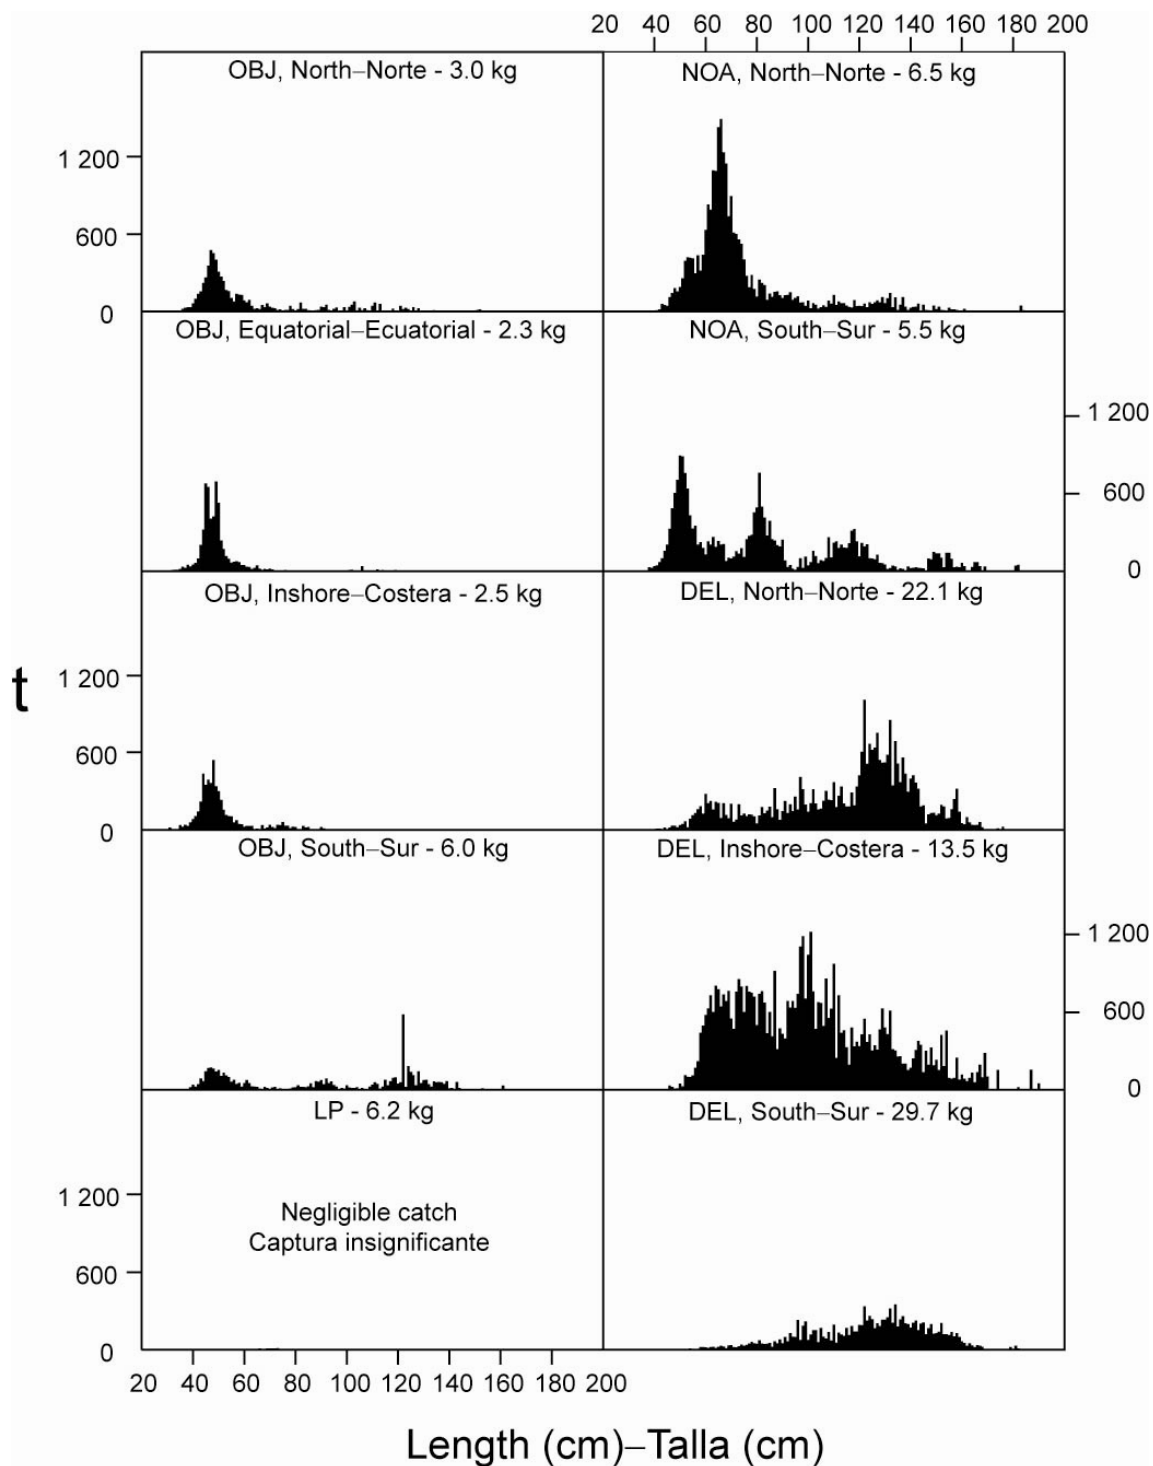 20 40 60 80 100 120 140 160 180 200
OBJ, North–Norte - 3.0 kg
NOA, North–Norte - 6.5 kg
1 200
600
0
OBJ, Equatorial–Ecuatorial - 2.3 kg
NOA, South–Sur - 5.5 kg
1 200
600
0
OBJ, Inshore–Costera - 2.5 kg
DEL, North–Norte - 22.1 kg
t
1 200
600
0
OBJ, South–Sur - 6.0 kg
DEL, Inshore–Costera - 13.5 kg
1 200
600
0
LP - 6.2 kg
DEL, South–Sur - 29.7 kg
1 200
Negligible catch
Captura insignificante
600
0
20 40 60 80 100 120 140 160 180 200
Length (cm)–Talla (cm)